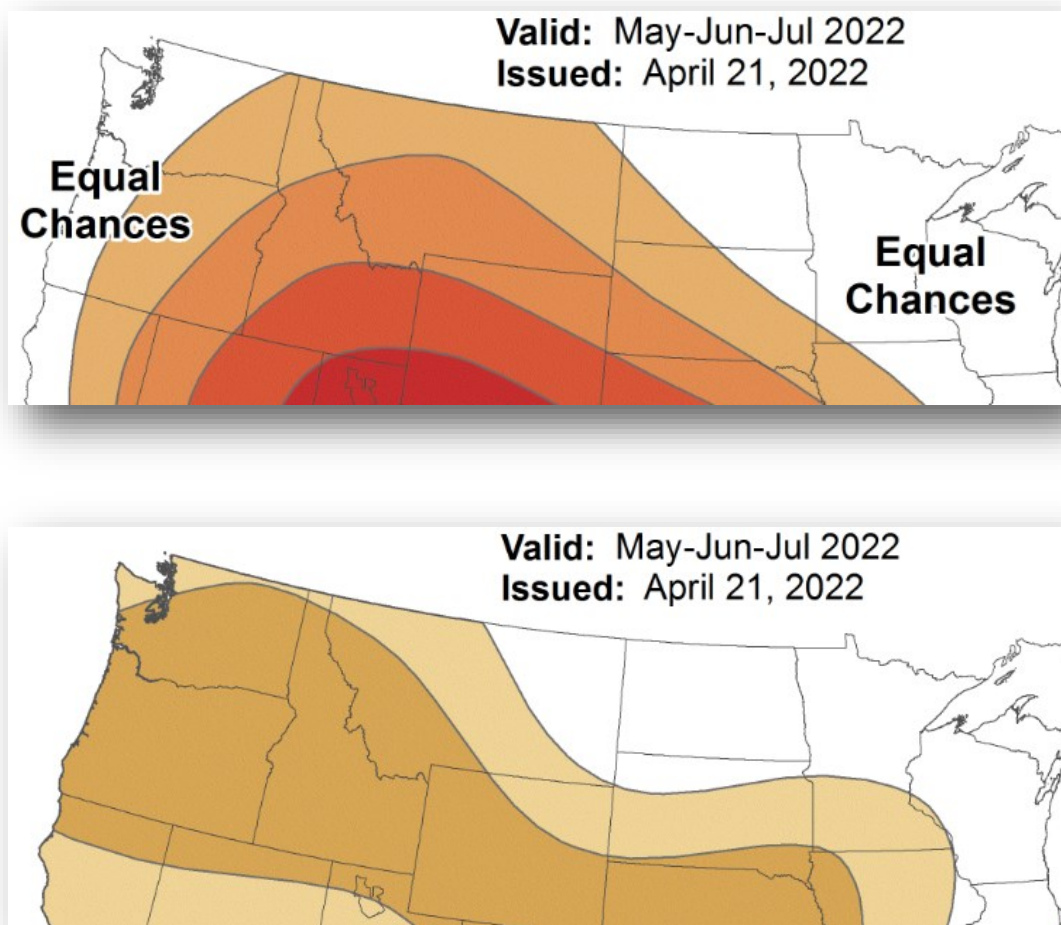 Valid: May-Jun-Jul 2022
Issued: April 21, 2022
Equal
Chances
Equal
Chances
Valid: May-Jun-Jul 2022
Issued: April 21, 2022